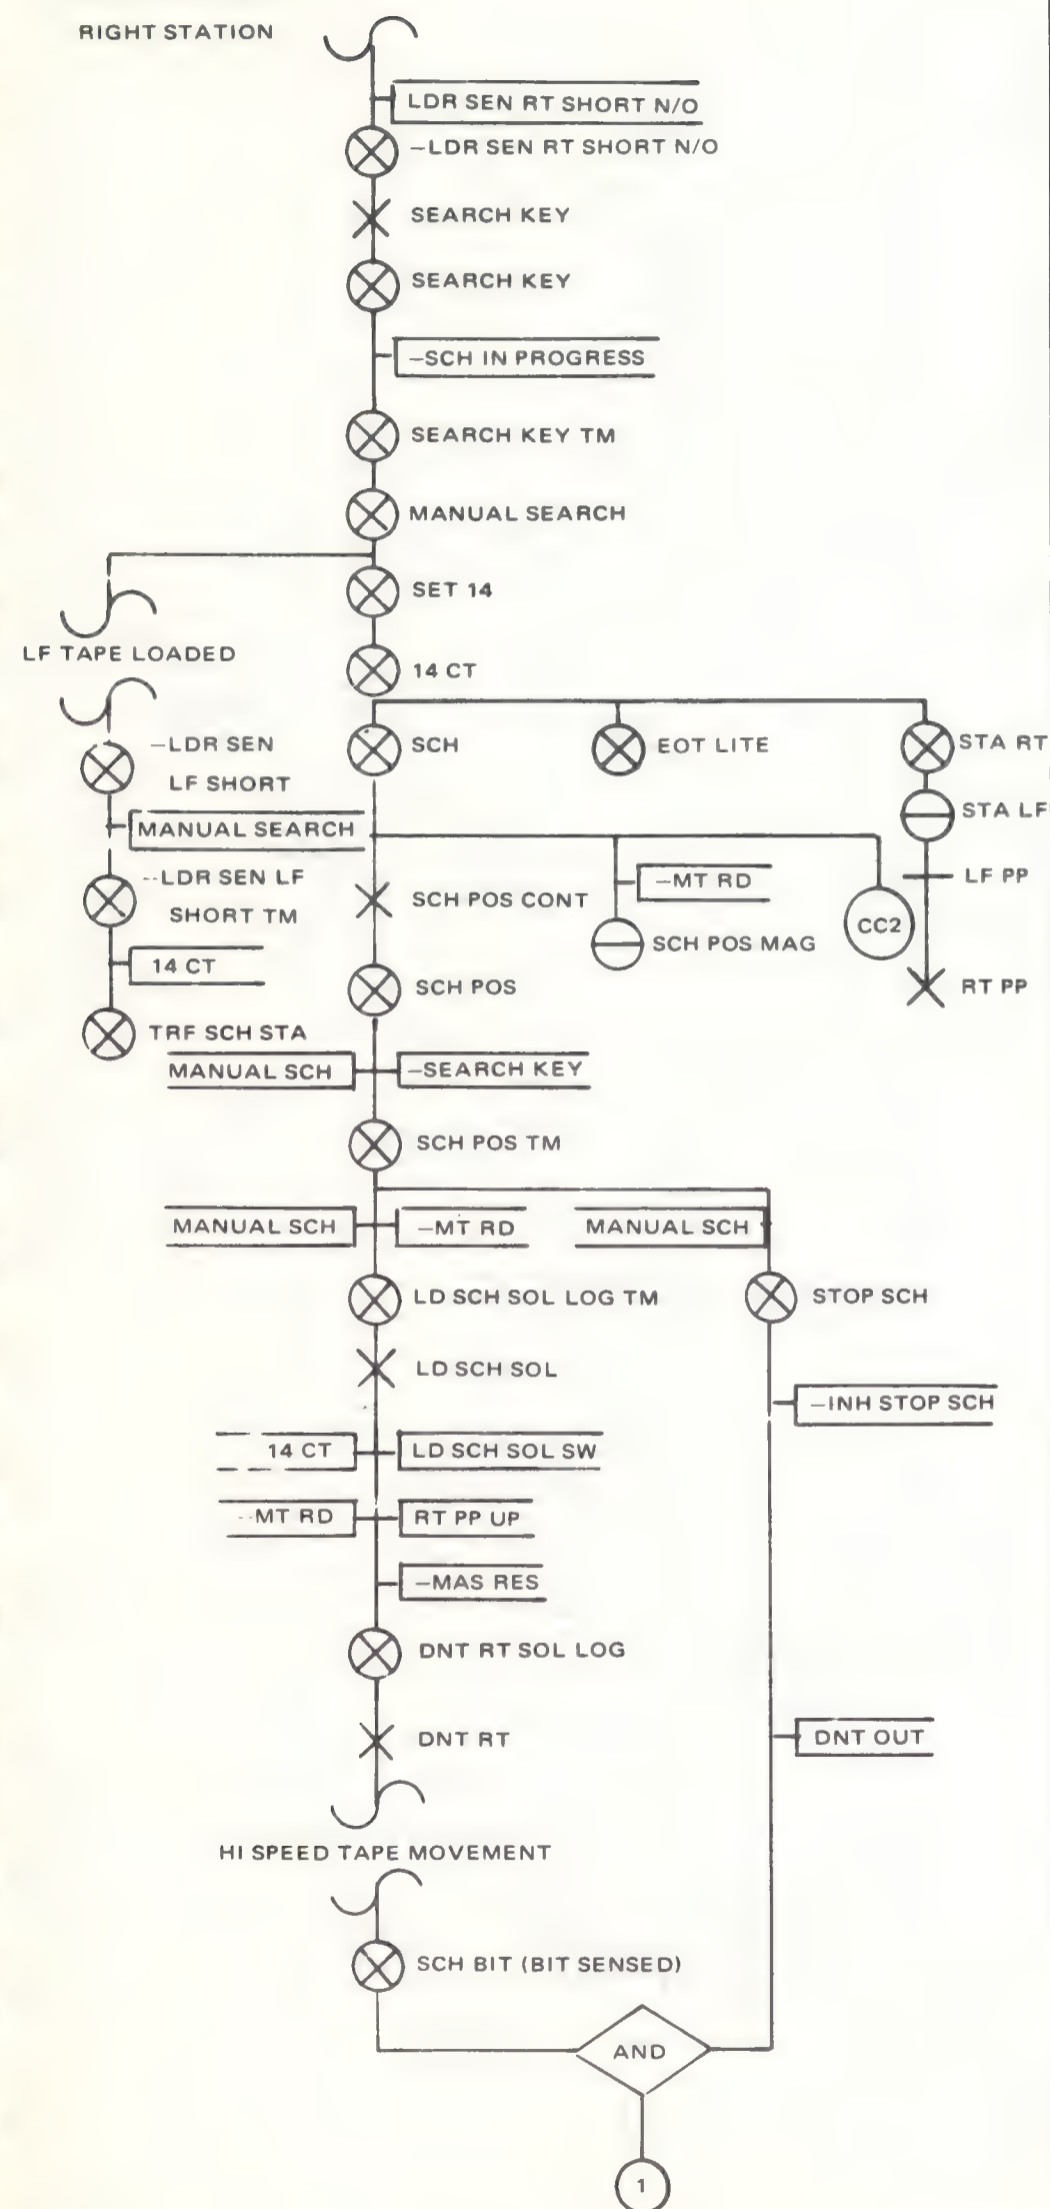 RIGHT STATION
LDR SEN RT SHORT N/O
–LDR SEN RT SHORT N/O
SEARCH KEY
SEARCH KEY
–SCH IN PROGRESS
SEARCH KEY TM
MANUAL SEARCH
SET 14
LF TAPE LOADED
14 CT
SCH
EOT LITE
STA RT
–LDR SEN
LF SHORT
STA LF
MANUAL SEARCH
–LDR SEN LF
SHORT TM
SCH POS CONT
–MT RD
LF PP
CC2
SCH POS MAG
14 CT
SCH POS
RT PP
TRF SCH STA
MANUAL SCH
–SEARCH KEY
SCH POS TM
MANUAL SCH
–MT RD
MANUAL SCH
LD SCH SOL LOG TM
STOP SCH
LD SCH SOL
–INH STOP SCH
14 CT
LD SCH SOL SW
–MT RD
RT PP UP
–MAS RES
DNT RT SOL LOG
DNT RT
DNT OUT
HI SPEED TAPE MOVEMENT
SCH BIT (BIT SENSED)
AND
1